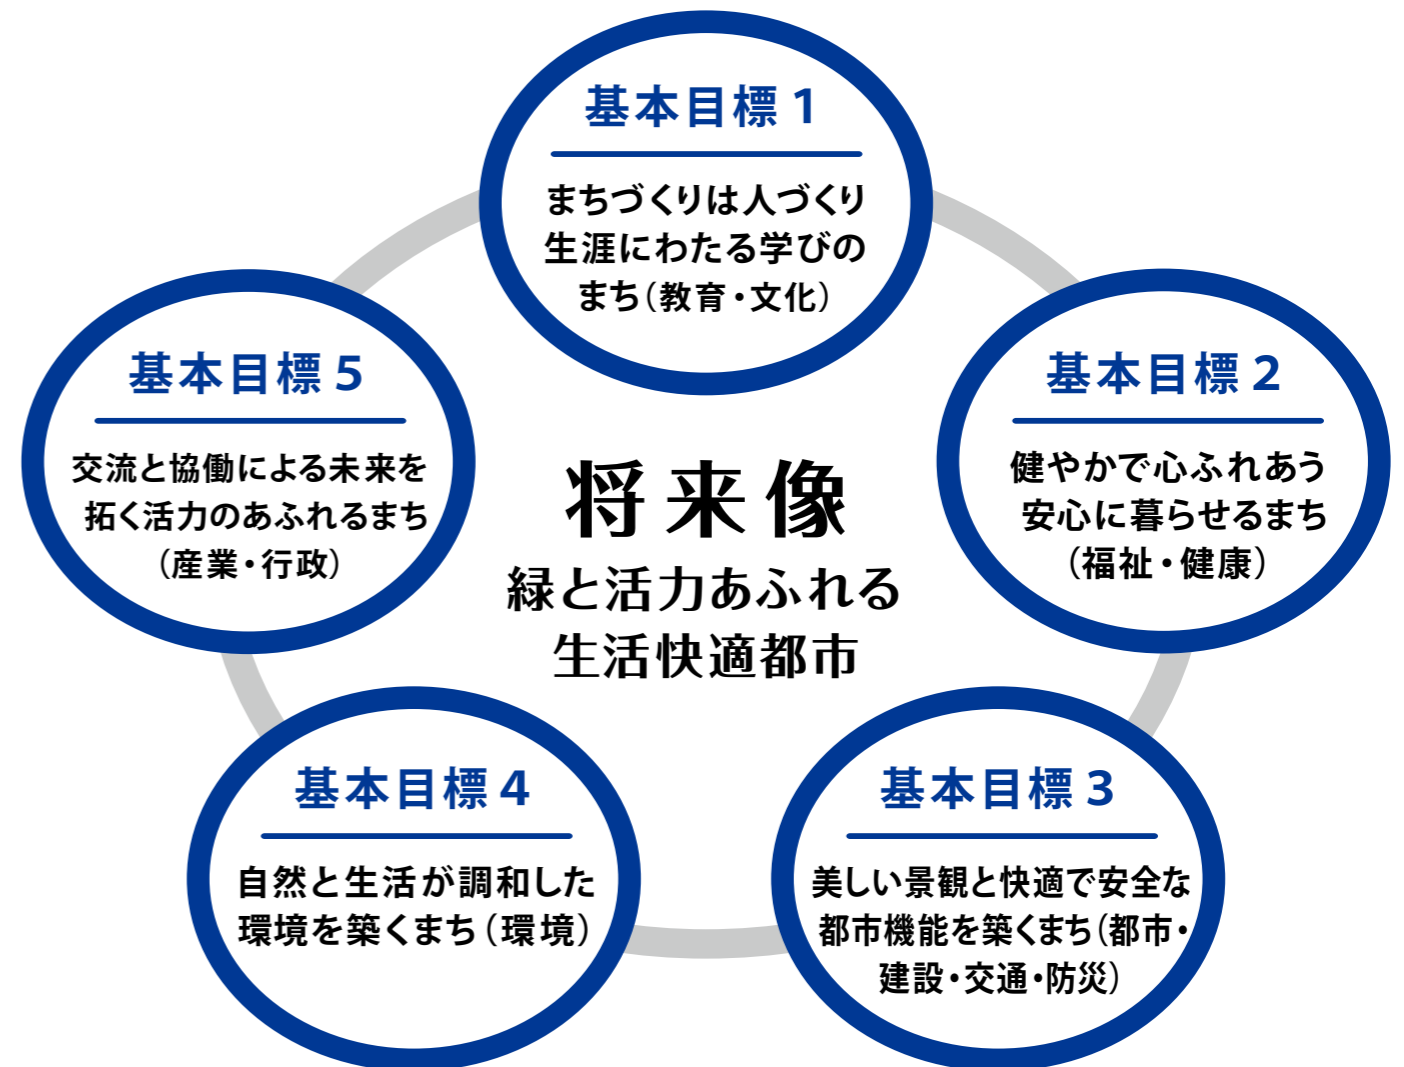 基本目標 1
まちづくりは人づくり
生涯にわたる学びの
まち（教育・文化）
基本目標 2
健やかで心ふれあう
安心に暮らせるまち
（福祉・健康）
基本目標 3
美しい景観と快適で安全な
都市機能を築くまち（都市・
建設・交通・防災）
基本目標 4
自然と生活が調和した
環境を築くまち（環境）
基本目標 5
交流と協働による未来を
拓く活力のあふれるまち
（産業・行政）
将来像
緑と活力あふれる
生活快適都市